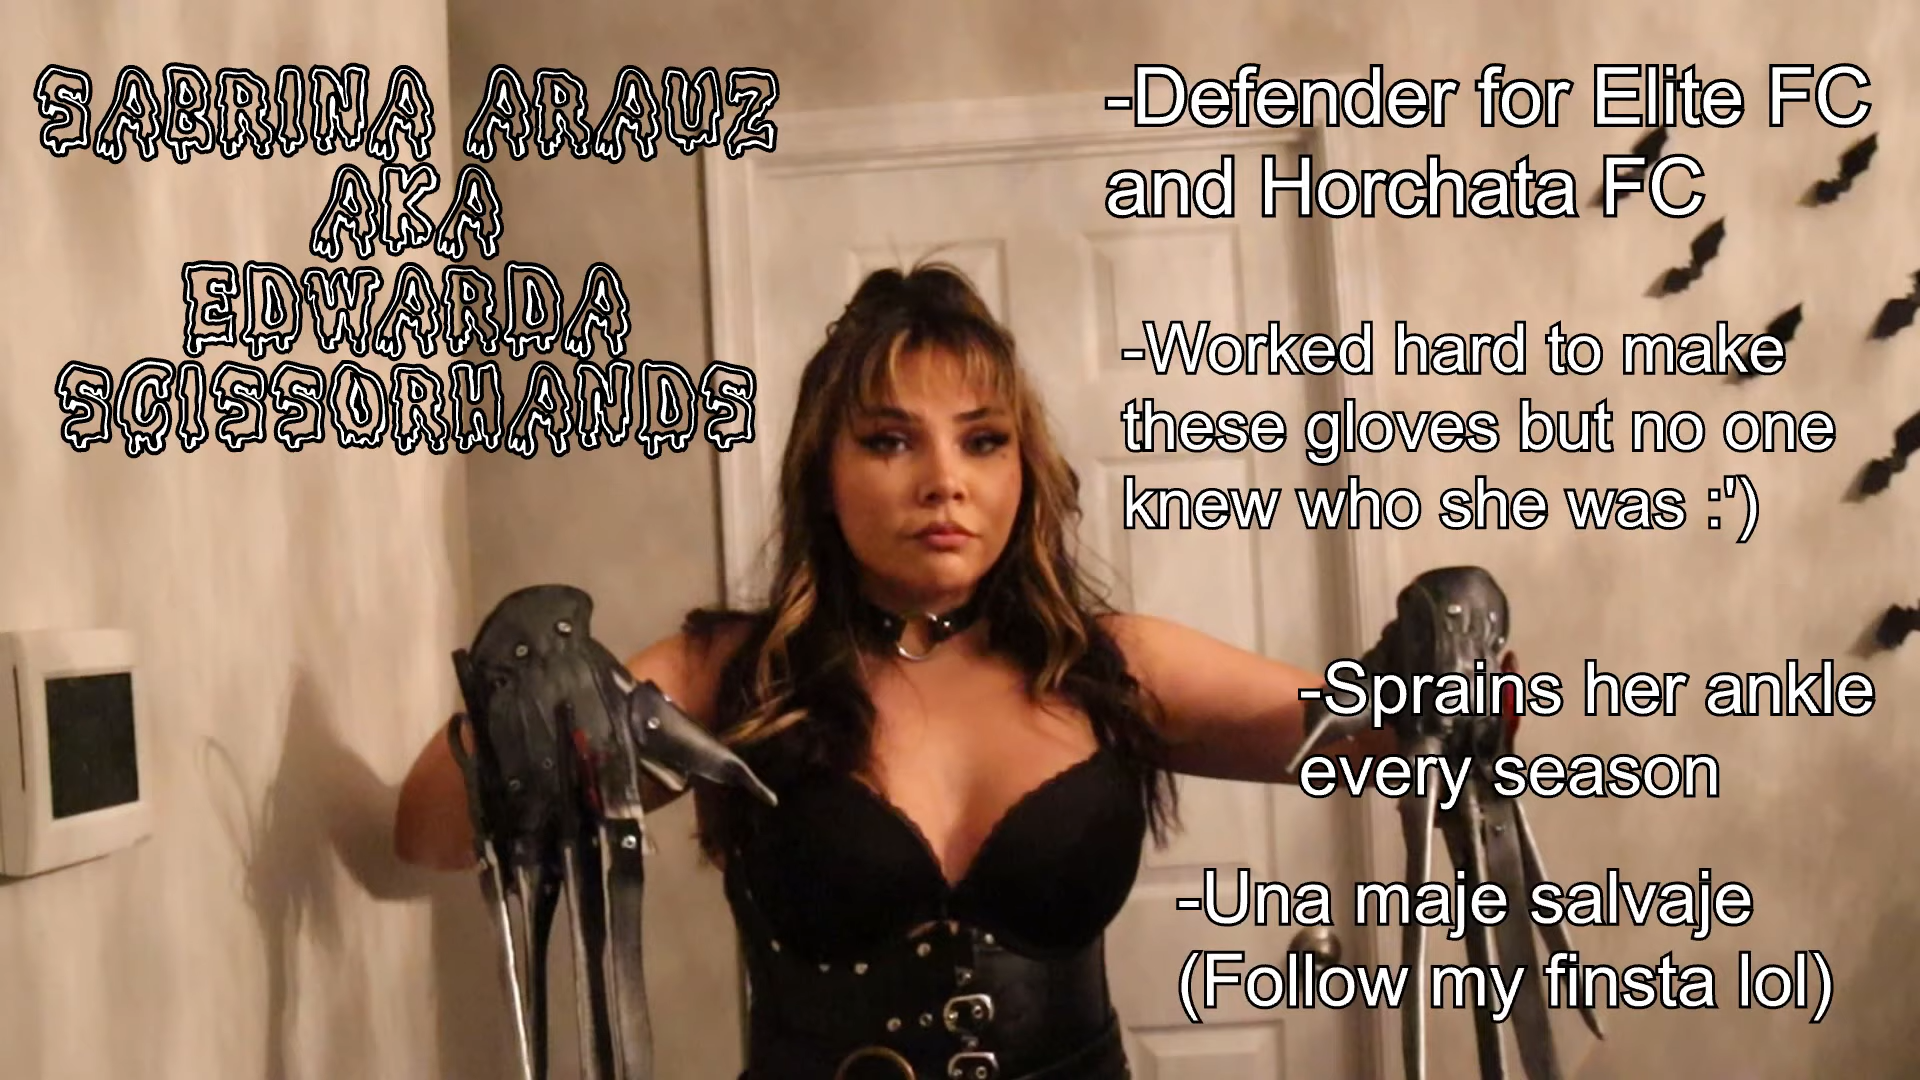 SABRINA ARAUZ
AKA
EDWARDA
SCISSORHANDS
-Defender for Elite FC
and Horchata FC
-Worked hard to make
these gloves but no one
knew who she was :')
-Sprains her ankle
every season
-Una maje salvaje
(Follow my finsta lol)